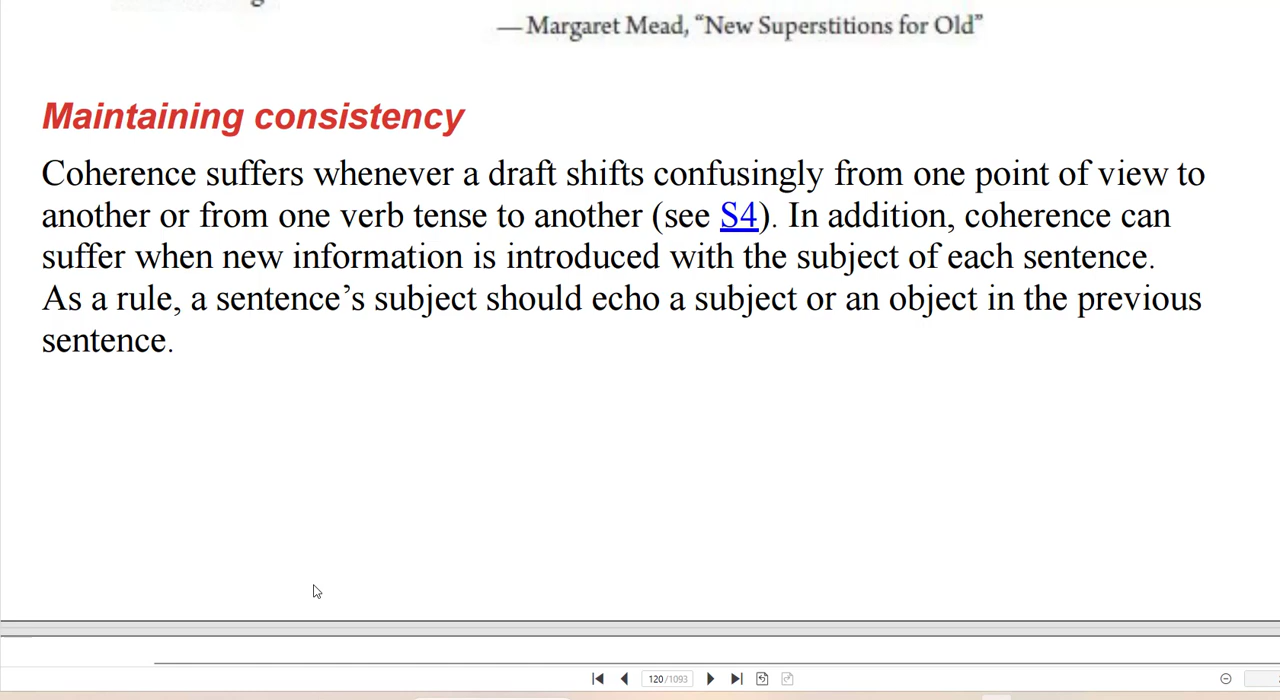 — Margaret Mead, “New Superstitions for Old”
Maintaining consistency
Coherence suffers whenever a draft shifts confusingly from one point of view to
another or from one verb tense to another (see S4). In addition, coherence can
suffer when new information is introduced with the subject of each sentence.
As a rule, a sentence’s subject should echo a subject or an object in the previous
sentence.
120 /1093